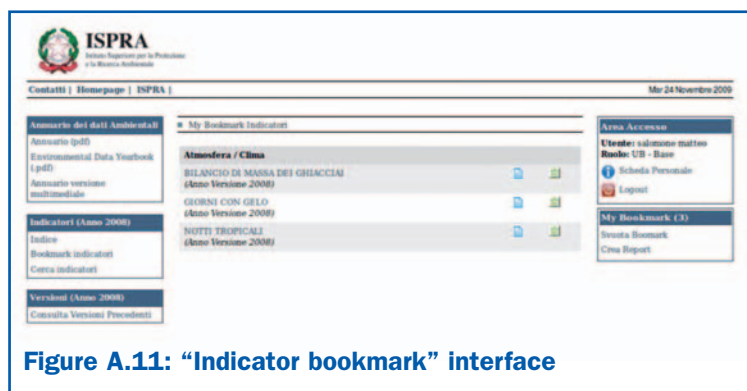 ISPRA
Istituto Superiore per la Protezione
e la Ricerca Ambientale
Contatti | Homepage | ISPRA |
Mar 24 Novembre 2009
Annuario dei dati Ambientali
Annuario (pdf)
Environmental Data Yearbook
(.pdf)
Annuario versione
multimediale
Indicatori (Anno 2008)
Indice
Bookmark indicatori
Cerca indicatori
Versioni (Anno 2008)
Consulta Versioni Precedenti
My Bookmark Indicatori
Atmosfera / Clima
BILANCIO DI MASSA DEI GHIACCIAI
(Anno Versione 2008)
GIORNI CON GELO
(Anno Versione 2008)
NOTTI TROPICALI
(Anno Versione 2008)
Area Accesso
Utente: salomone matteo
Ruolo: UB - Base
Scheda Personale
Logout
My Bookmark (3)
Svuota Boomark
Crea Report
Figure A.11: “Indicator bookmark” interface